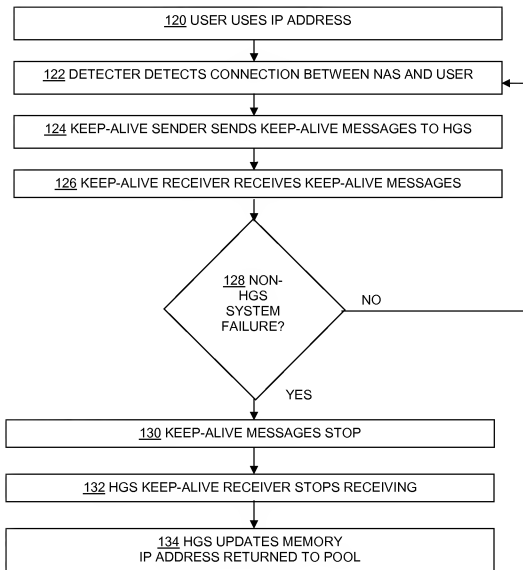 120 USER USES IP ADDRESS
122 DETECTER DETECTS CONNECTION BETWEEN NAS AND USER
124 KEEP-ALIVE SENDER SENDS KEEP-ALIVE MESSAGES TO HGS
126 KEEP-ALIVE RECEIVER RECEIVES KEEP-ALIVE MESSAGES
128 NON-
HGS
SYSTEM
FAILURE?
NO
YES
130 KEEP-ALIVE MESSAGES STOP
132 HGS KEEP-ALIVE RECEIVER STOPS RECEIVING
134 HGS UPDATES MEMORY
IP ADDRESS RETURNED TO POOL